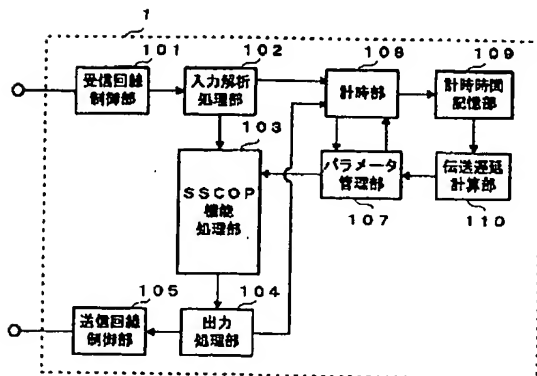 1
101
102
108
109
受信回線
制御部
入力解析
処理部
計時部
計時時間
記憶部
103
SSCOP
機能
処理部
パラメータ
管理部
伝送遅延
計算部
107
110
105
104
送信回線
制御部
出力
処理部